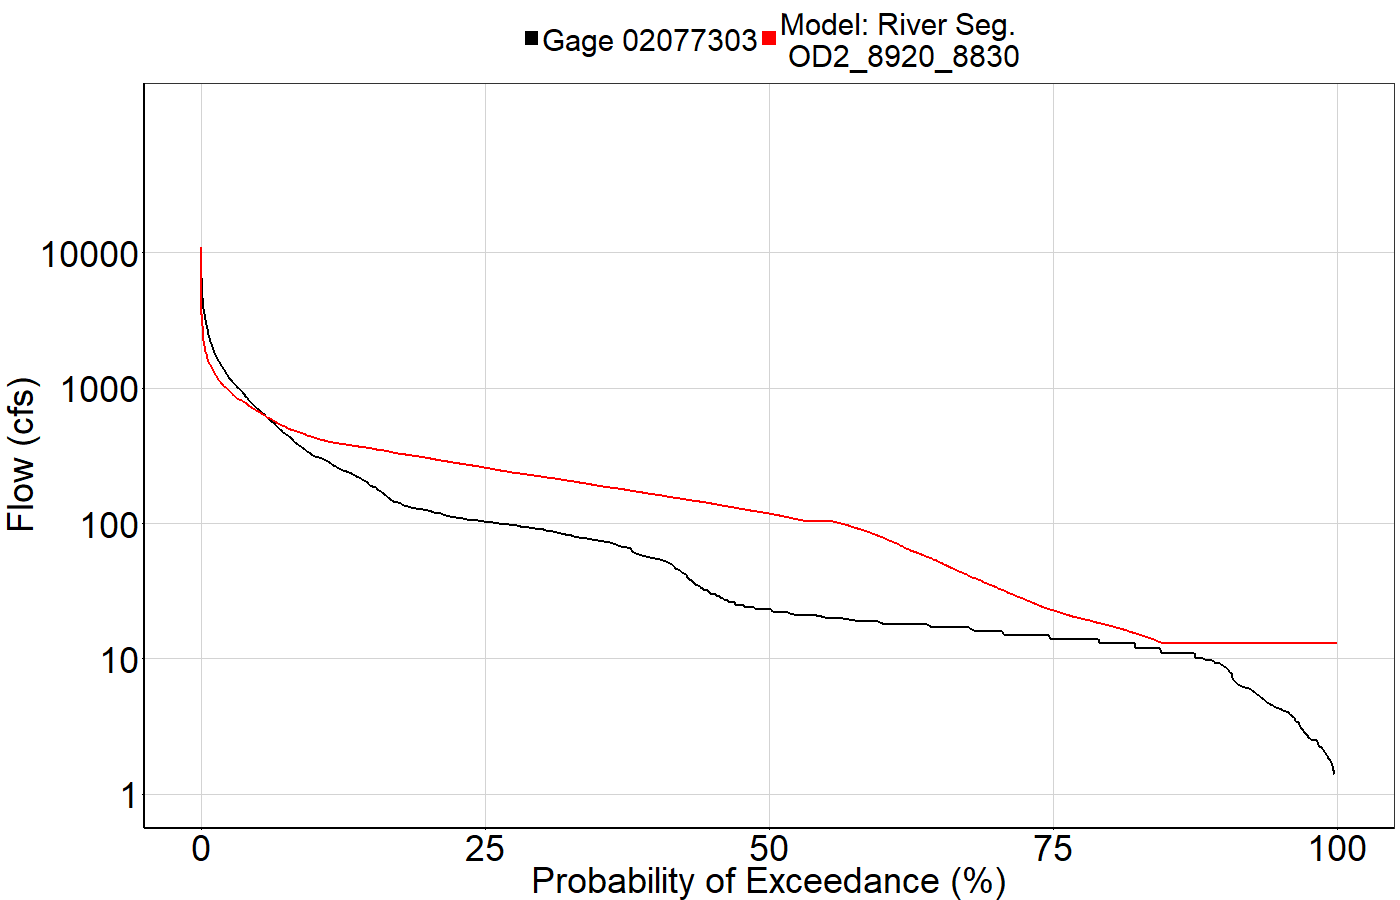 Gage 02077303
Model: River Seg.
OD2_8920_8830
Flow (cfs)
10000
1000
100
10
1
0 25 50 75 100
Probability of Exceedance (%)